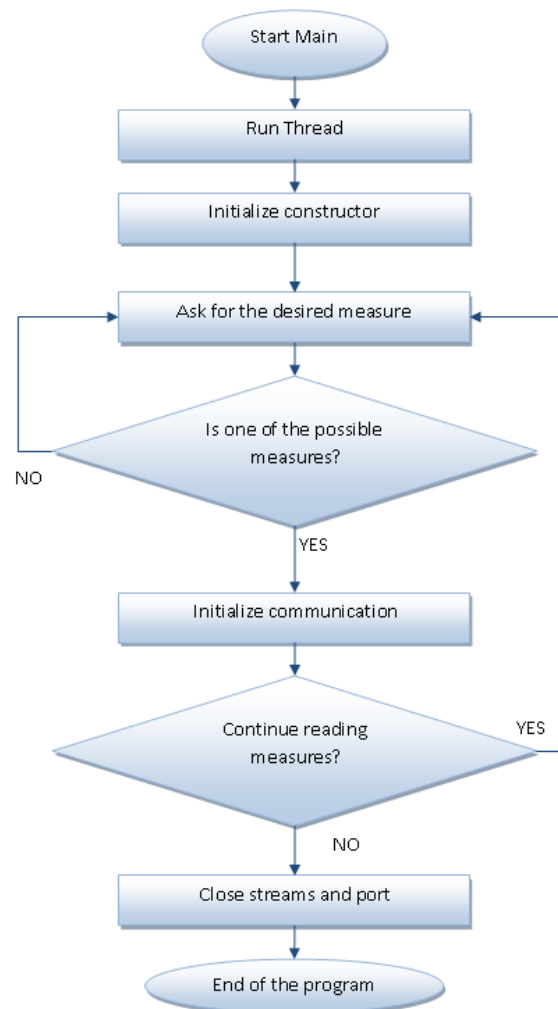 Start Main
Run Thread
Initialize constructor
Ask for the desired measure
Is one of the possible
measures?
NO
YES
Initialize communication
Continue reading
measures?
YES
NO
Close streams and port
End of the program